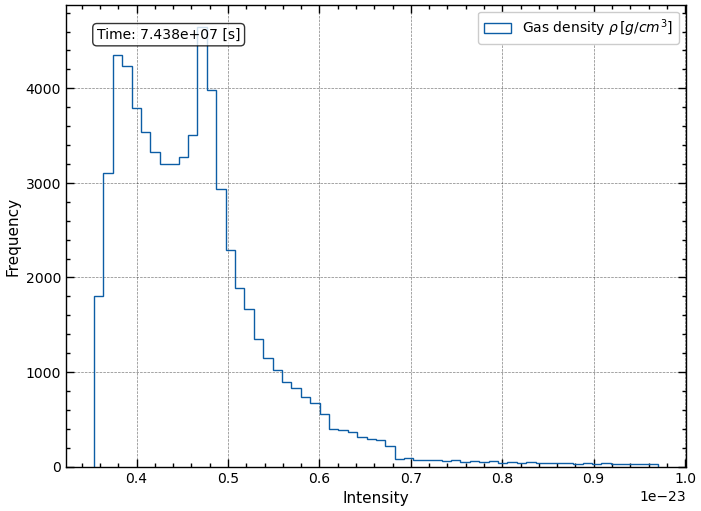 Time: 7.438e+07 [s]
Gas density ρ [g/cm³]
Frequency
4000
3000
2000
1000
0
0.4 0.5 0.6 0.7 0.8 0.9 1.0
1e−23
Intensity